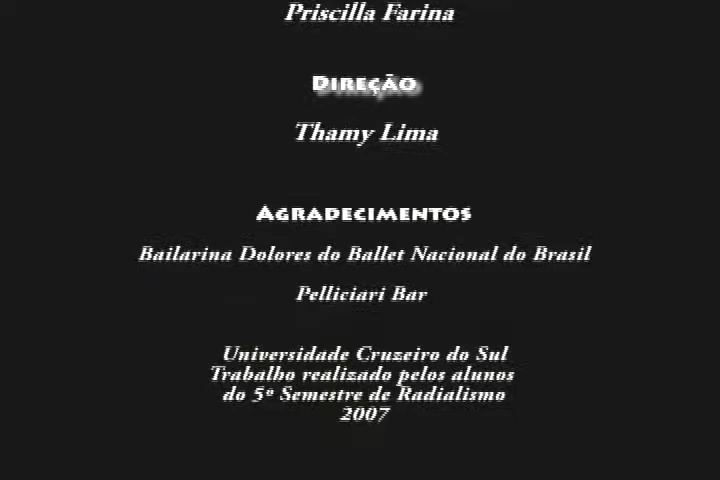 Priscilla Farina
Direção
Thamy Lima
Agradecimentos
Bailarina Dolores do Ballet Nacional do Brasil
Pelliciari Bar
Universidade Cruzeiro do Sul
Trabalho realizado pelos alunos
do 5º Semestre de Radialismo
2007